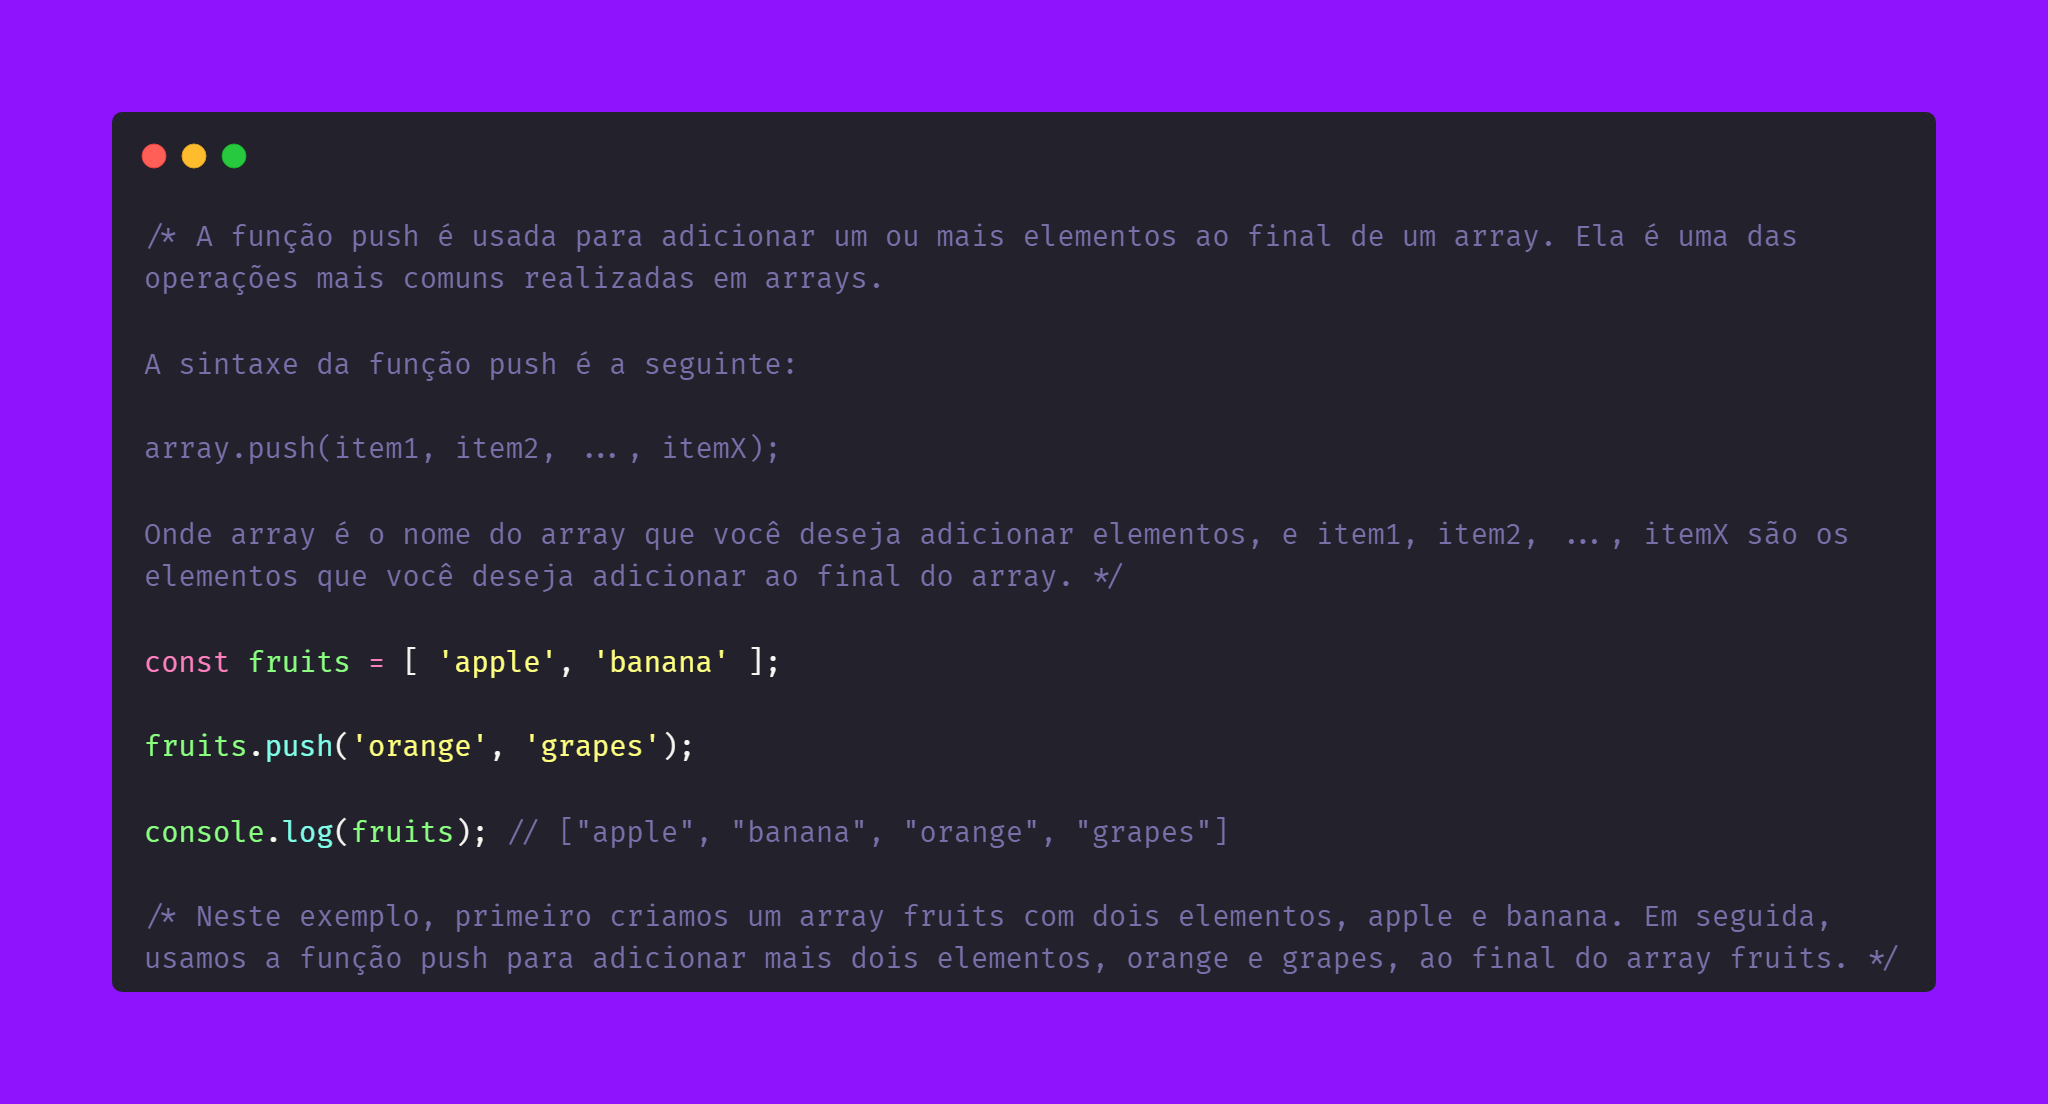 /* A função push é usada para adicionar um ou mais elementos ao final de um array. Ela é uma das
operações mais comuns realizadas em arrays.
A sintaxe da função push é a seguinte:
array.push(item1, item2, ..., itemX);
Onde array é o nome do array que você deseja adicionar elementos, e item1, item2, ..., itemX são os
elementos que você deseja adicionar ao final do array. */
const fruits = [ 'apple', 'banana' ];
fruits.push('orange', 'grapes');
console.log(fruits); // ["apple", "banana", "orange", "grapes"]
/* Neste exemplo, primeiro criamos um array fruits com dois elementos, apple e banana. Em seguida,
usamos a função push para adicionar mais dois elementos, orange e grapes, ao final do array fruits. */